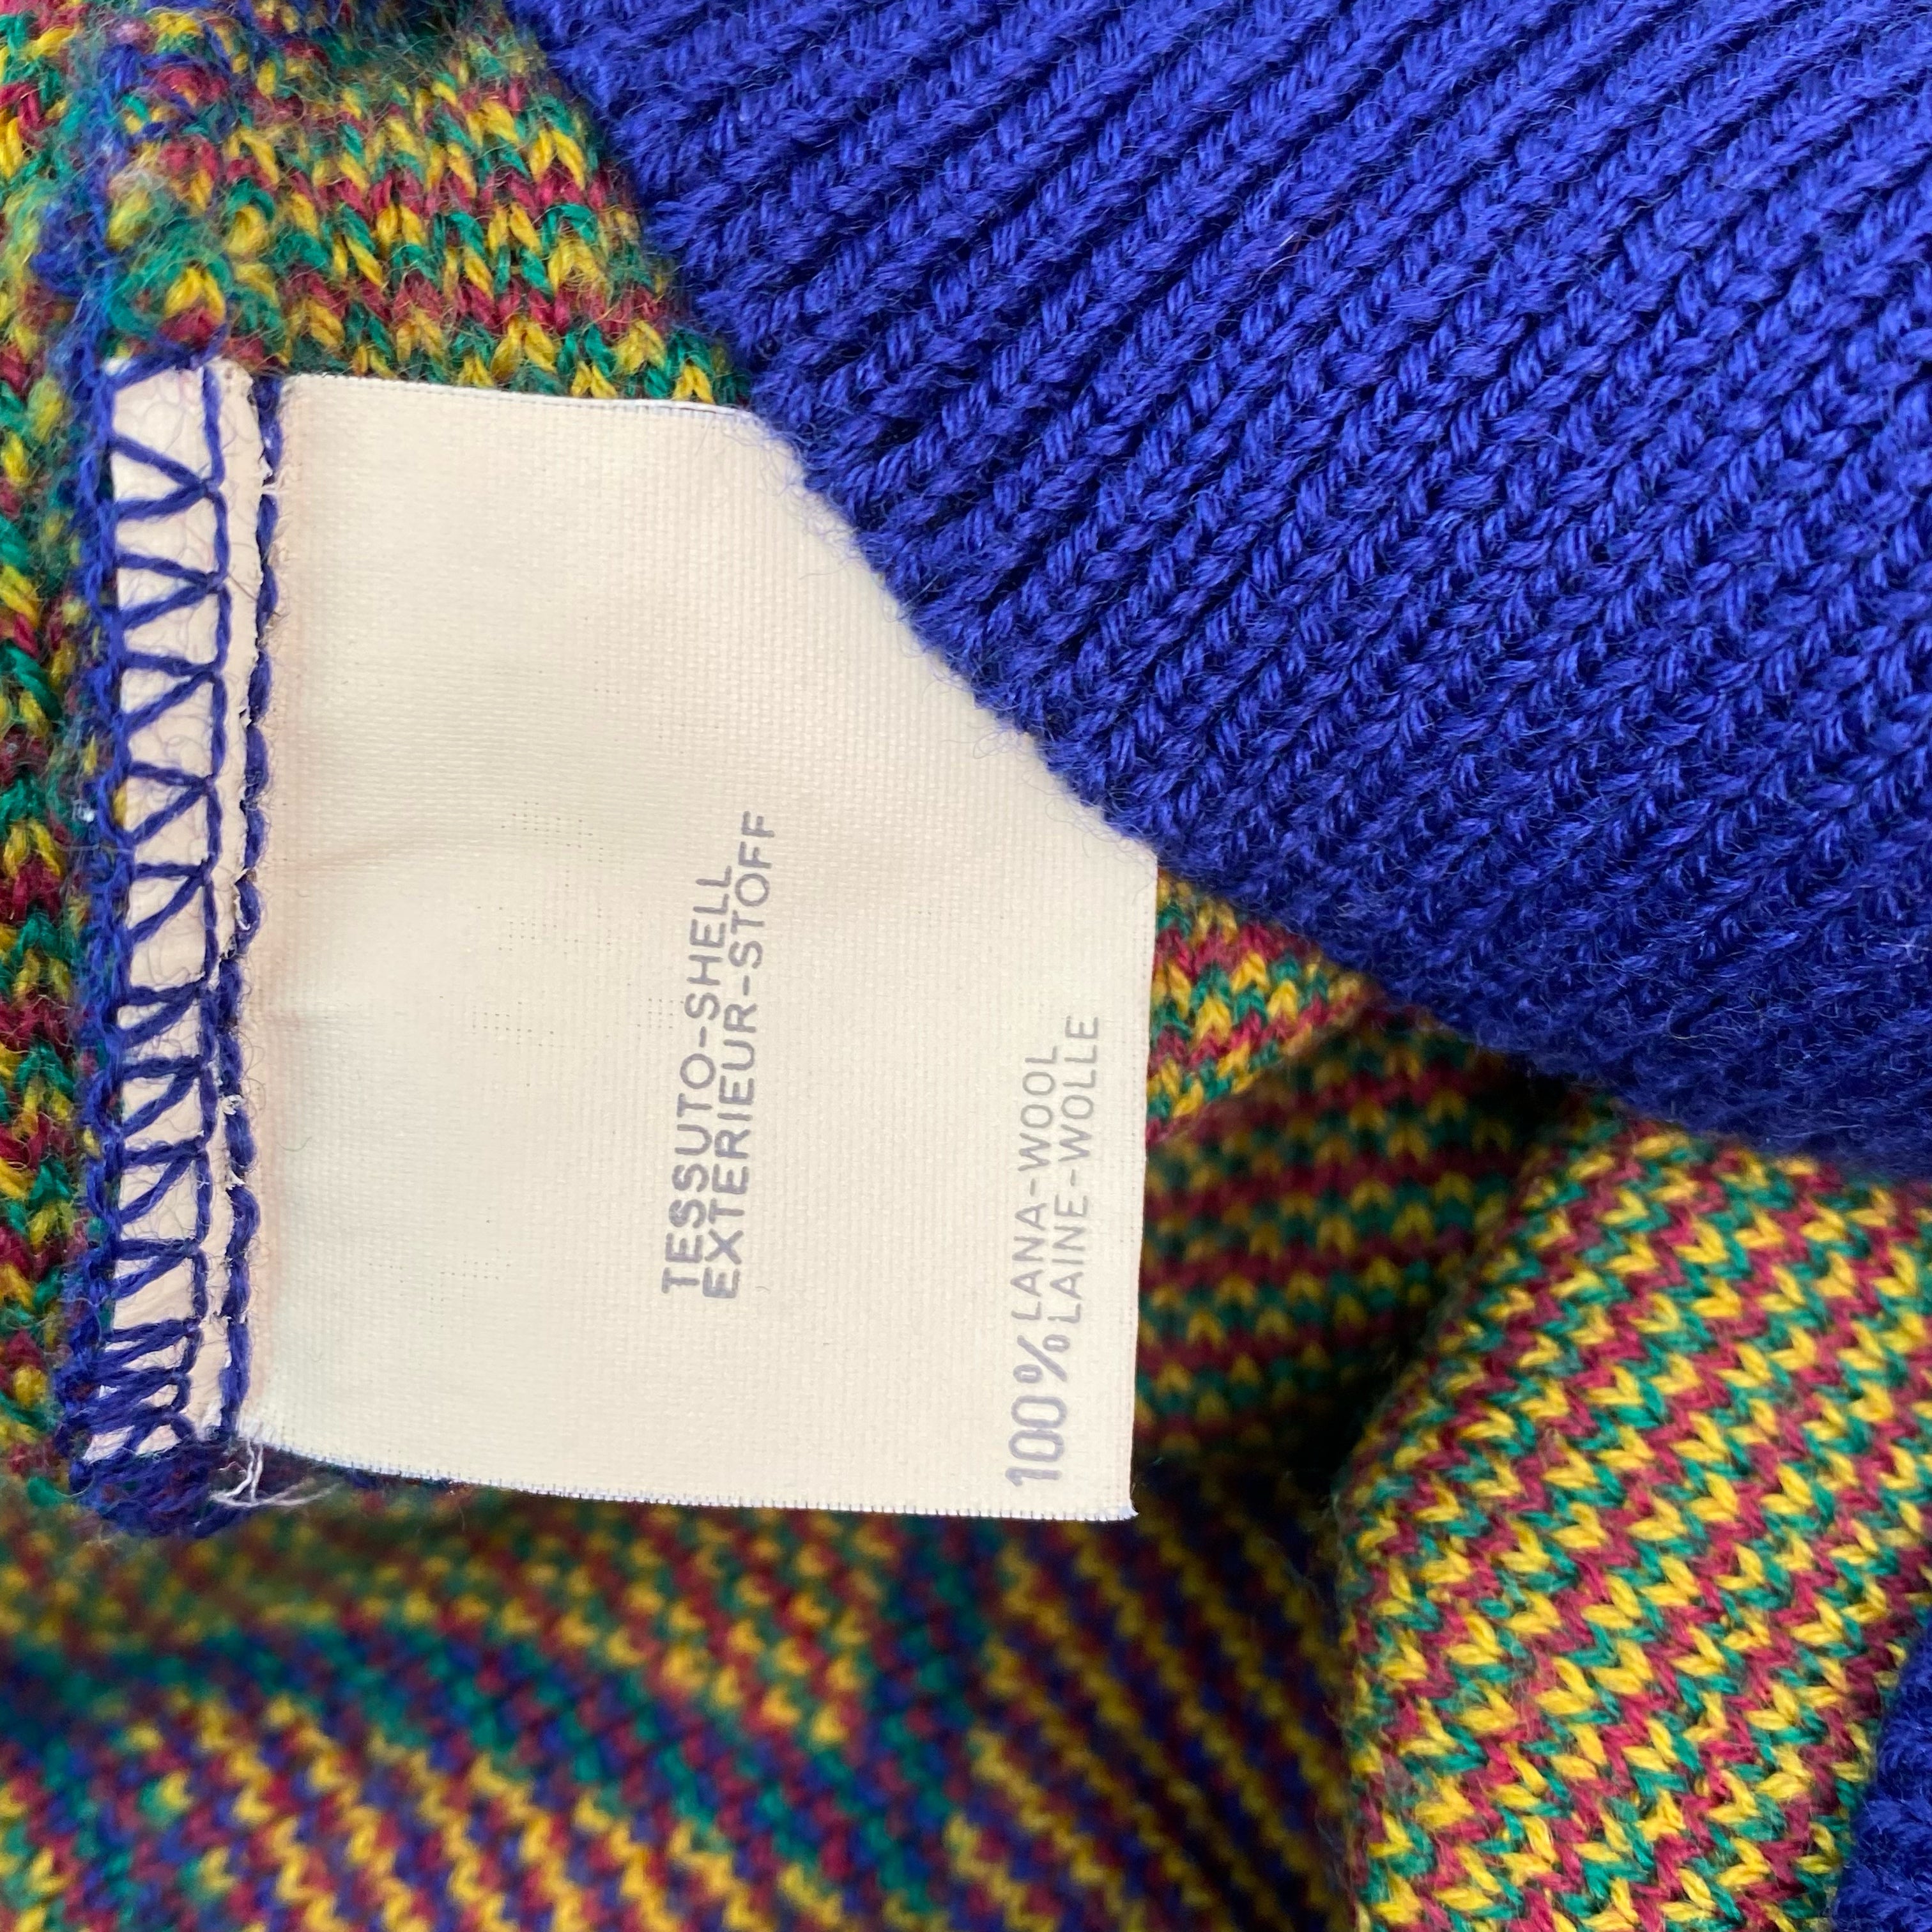 TESSUTO-SHELL
EXTERIEUR-STOFF
100% LANA-WOOL
LAINE-WOLLE